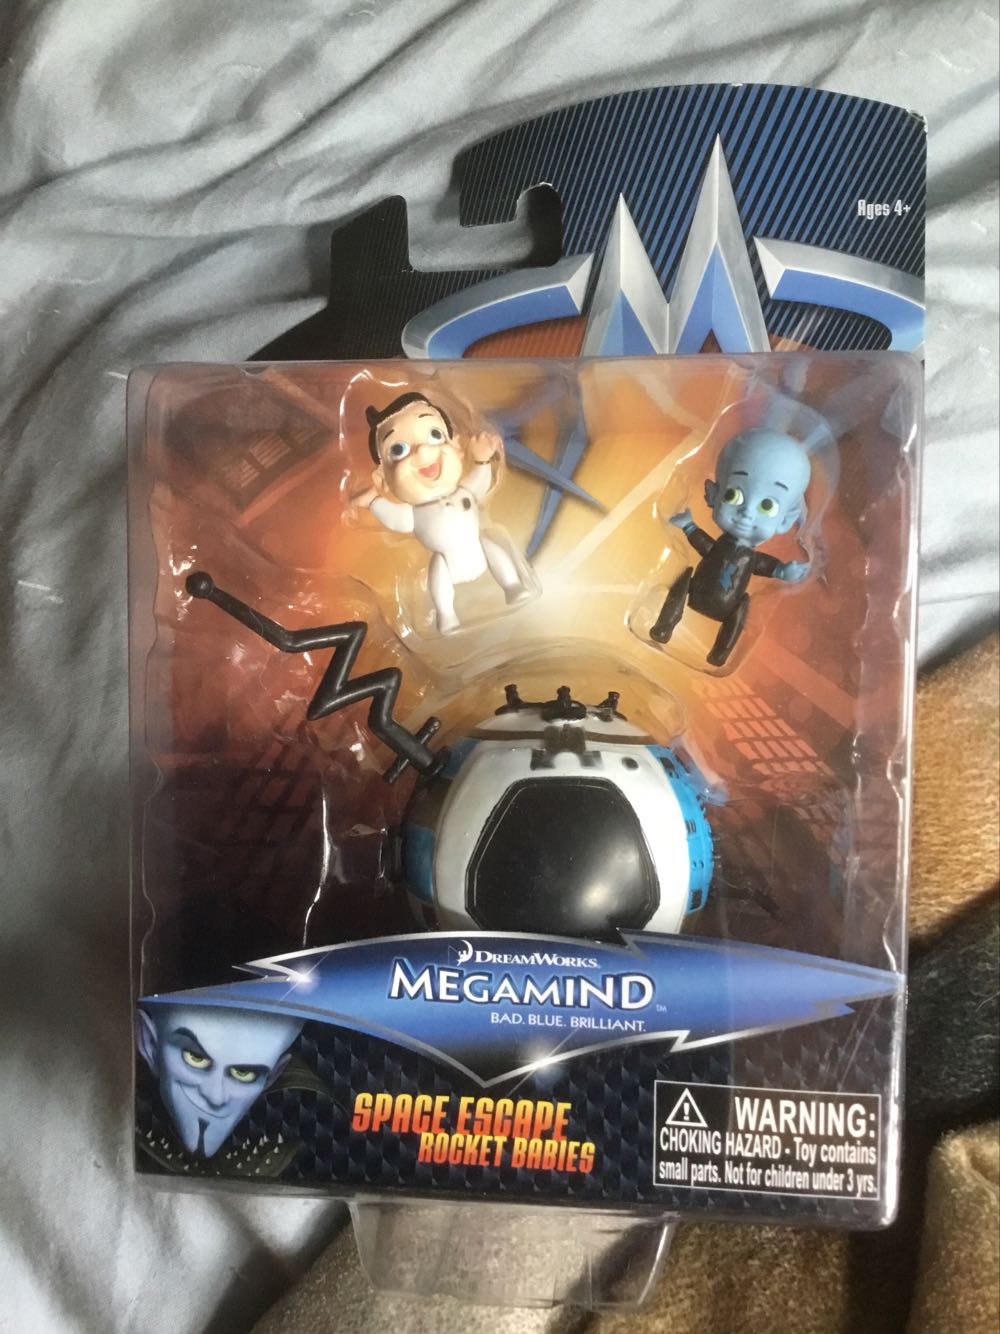 Ages 4+
DREAMWORKS
MEGAMIND™
BAD. BLUE. BRILLIANT.
SPACE ESCAPE
ROCKET BABIES
WARNING:
CHOKING HAZARD - Toy contains
small parts. Not for children under 3 yrs.